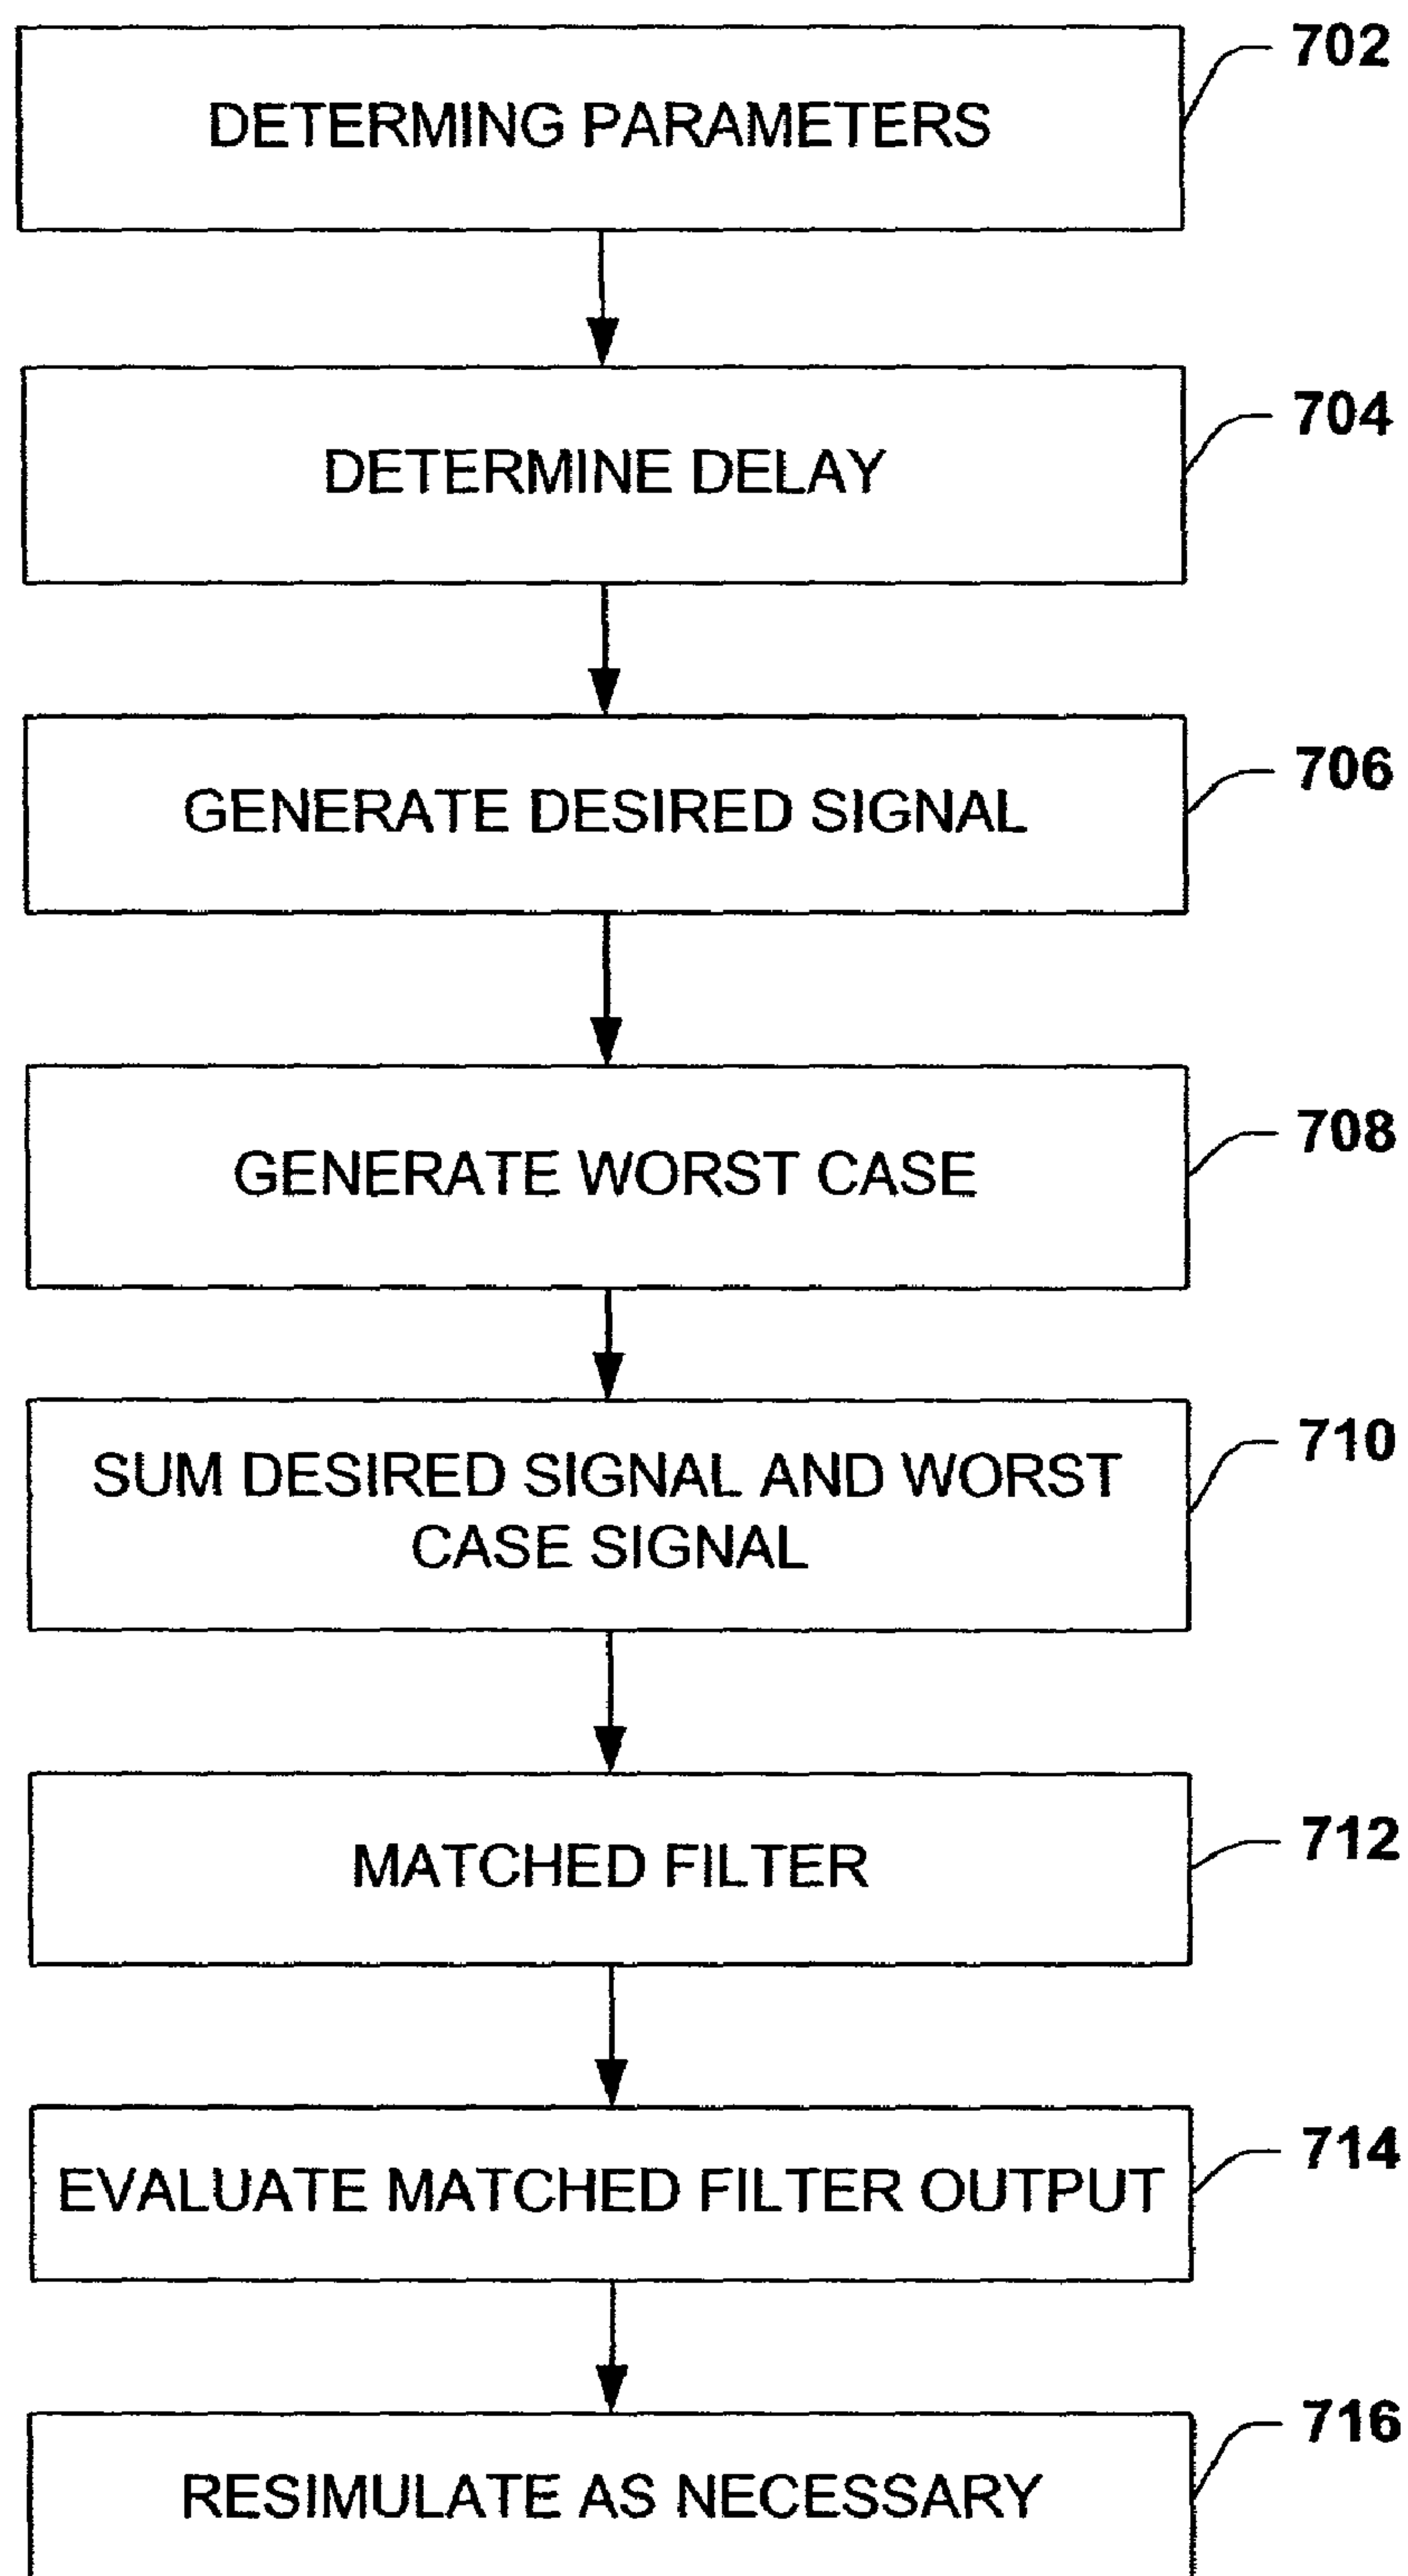 702
DETERMING PARAMETERS
704
DETERMINE DELAY
706
GENERATE DESIRED SIGNAL
708
GENERATE WORST CASE
710
SUM DESIRED SIGNAL AND WORST
CASE SIGNAL
712
MATCHED FILTER
714
EVALUATE MATCHED FILTER OUTPUT
716
RESIMULATE AS NECESSARY